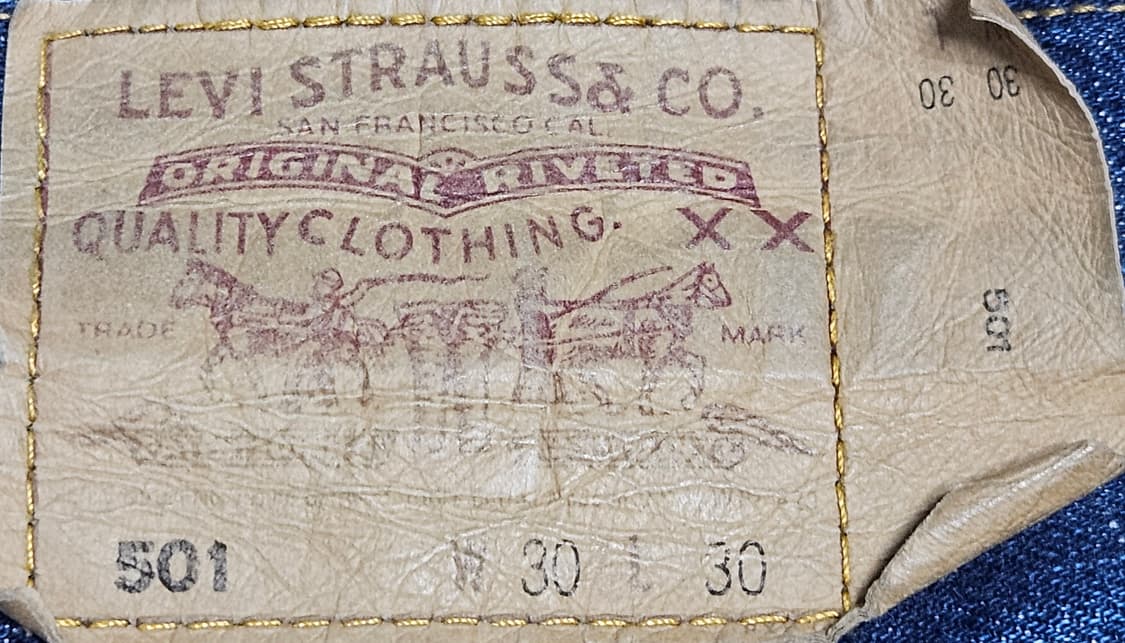 LEVI STRAUSS & CO.
SAN FRANCISCO CAL
ORIGINAL RIVETED
QUALITY CLOTHING. XX
TRADE MARK
501 W 30 L 30
30 30
501